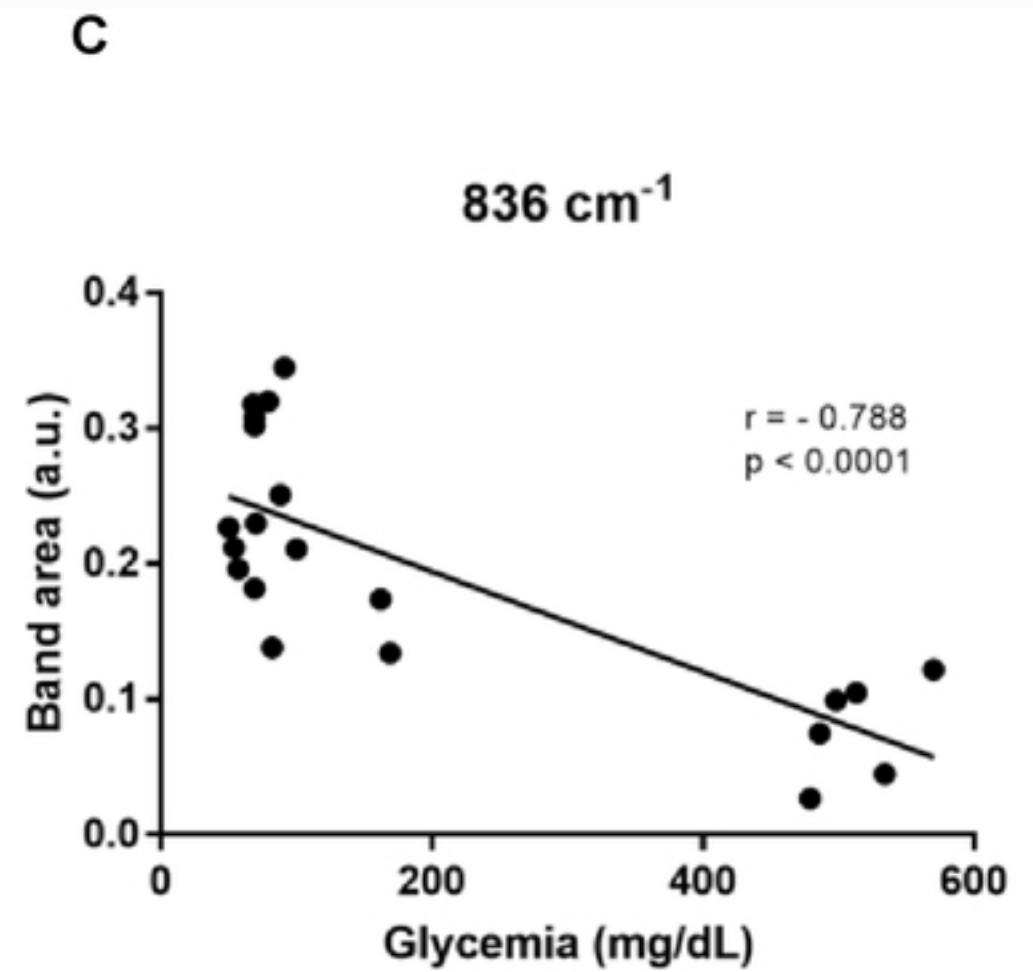 C
836 cm⁻¹
0.4
0.3
0.2
0.1
0.0
Band area (a.u.)
r = - 0.788
p < 0.0001
0 200 400 600
Glycemia (mg/dL)